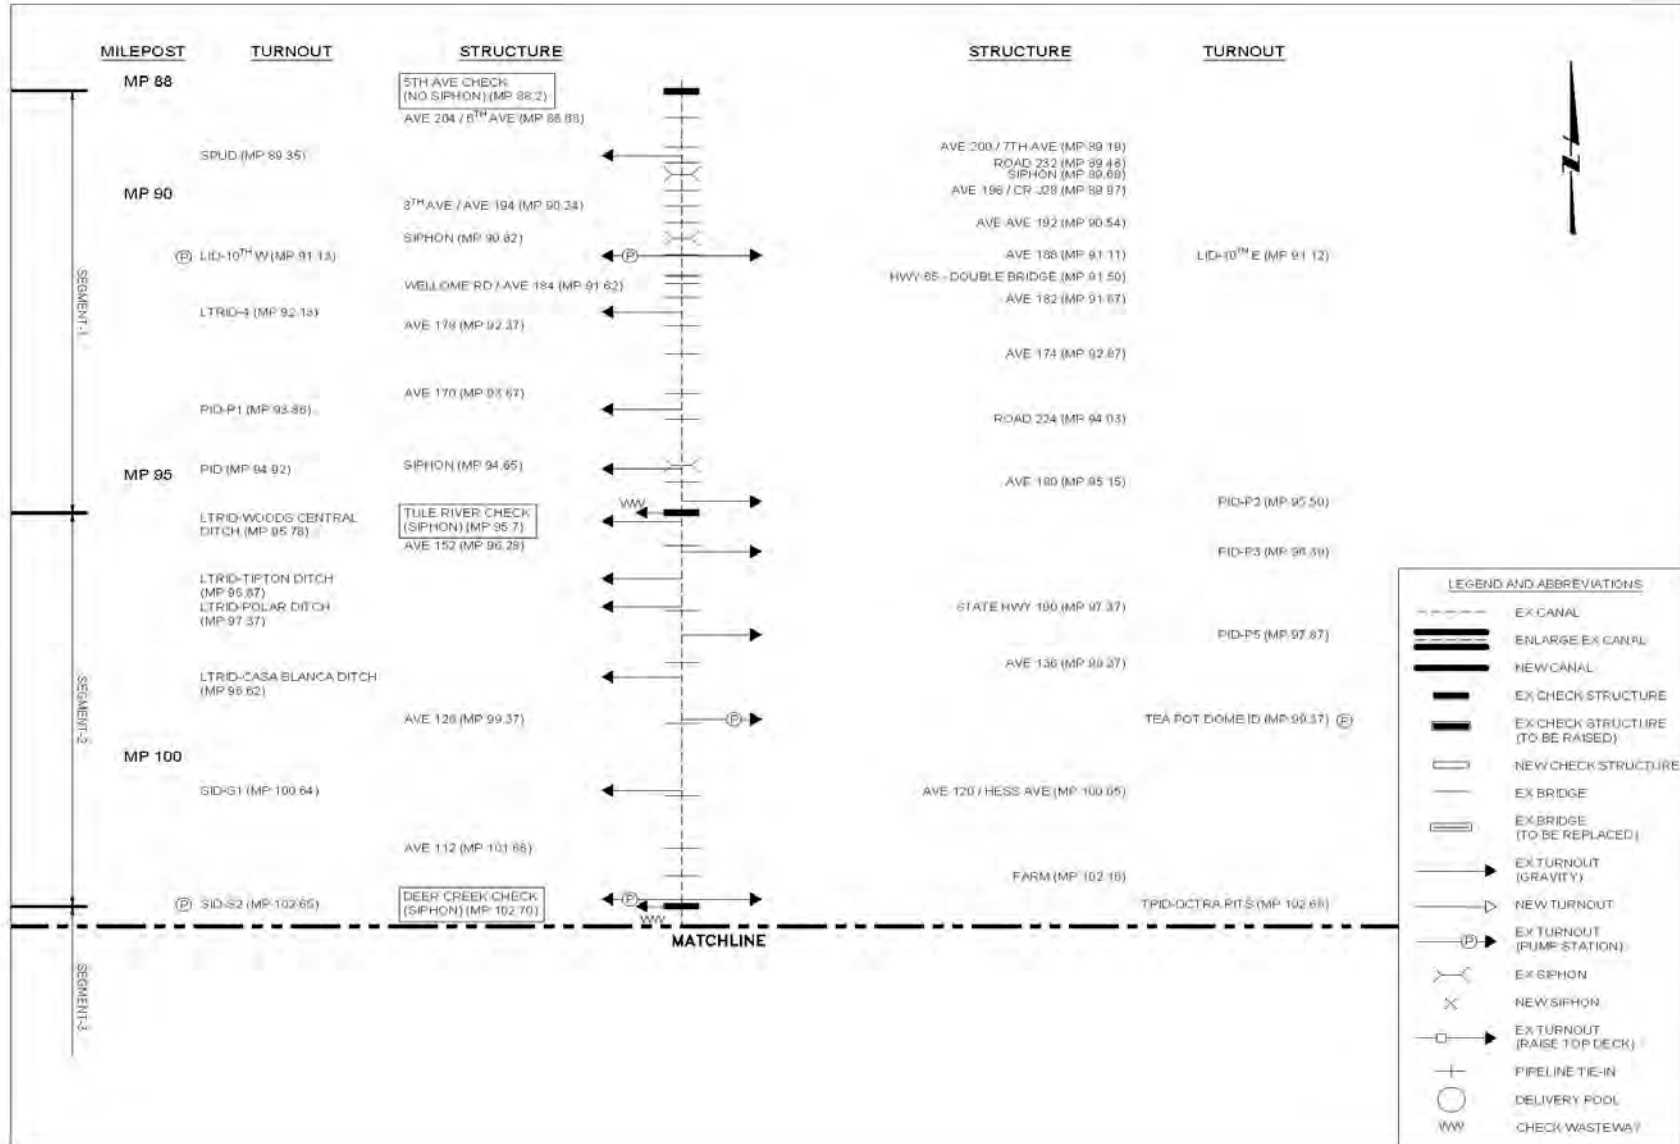 MILEPOST TURNOUT STRUCTURE STRUCTURE TURNOUT
MP 88
5TH AVE CHECK
(NO SIPHON) (MP 88.2)
AVE 204 / 6TH AVE (MP 88.68)
AVE 200 / 7TH AVE (MP 89.19)
SPUD (MP 89.35)
ROAD 232 (MP 89.48)
SIPHON (MP 89.69)
MP 90
AVE 196 / CR J28 (MP 89.97)
AVE 194 (MP 90.24)
AVE AVE 192 (MP 90.54)
SIPHON (MP 90.82)
P LID-10TH W (MP 91.13)
P
AVE 188 (MP 91.11)
LID-10TH E (MP 91.12)
HWY 65 - DOUBLE BRIDGE (MP 91.50)
WELLOME RD / AVE 184 (MP 91.62)
AVE 182 (MP 91.67)
LTRID-4 (MP 92.13)
AVE 178 (MP 92.37)
AVE 174 (MP 92.87)
AVE 170 (MP 93.67)
PID-P1 (MP 93.86)
ROAD 224 (MP 94.03)
MP 95
PID (MP 94.92)
SIPHON (MP 94.65)
AVE 160 (MP 95.15)
PID-P2 (MP 95.50)
WW
TULE RIVER CHECK
(SIPHON) (MP 95.7)
LTRID-WOODS CENTRAL
DITCH (MP 95.78)
AVE 152 (MP 96.28)
PID-P3 (MP 96.39)
LTRID-TIPTON DITCH
(MP 96.87)
LTRID-POLAR DITCH
(MP 97.37)
STATE HWY 190 (MP 97.37)
PID-P5 (MP 97.87)
AVE 136
LTRID-CASA BLANCA DITCH
(MP 98.62)
AVE 128 (MP 99.37)
P
TEA POT DOME ID (MP 99.37) P
MP 100
SID-S1 (MP 100.64)
AVE 120 / HESS AVE
AVE 112 (MP 101.68)
FARM (MP 102.16)
P SID-S2 (MP 102.65)
DEER CREEK CHECK
(SIPHON) (MP 102.70)
P
WW
(MP 102.69)
MATCHLINE
SEGMENT-1
SEGMENT-2
SEGMENT-3
LEGEND AND ABBREVIATIONS
EX CANAL
ENLARGE EX CANAL
NEW CANAL
EX CHECK STRUCTURE
EX CHECK STRUCTURE
(TO BE RAISED)
NEW CHECK STRUCTURE
EX BRIDGE
EX BRIDGE
(TO BE REPLACED)
EX TURNOUT
(GRAVITY)
NEW TURNOUT
P
EX TURNOUT
(PUMP STATION)
EX SIPHON
NEW SIPHON
EX TURNOUT
(RAISE TOP DECK)
PIPELINE TIE-IN
DELIVERY POOL
WW CHECK WASTEWAY